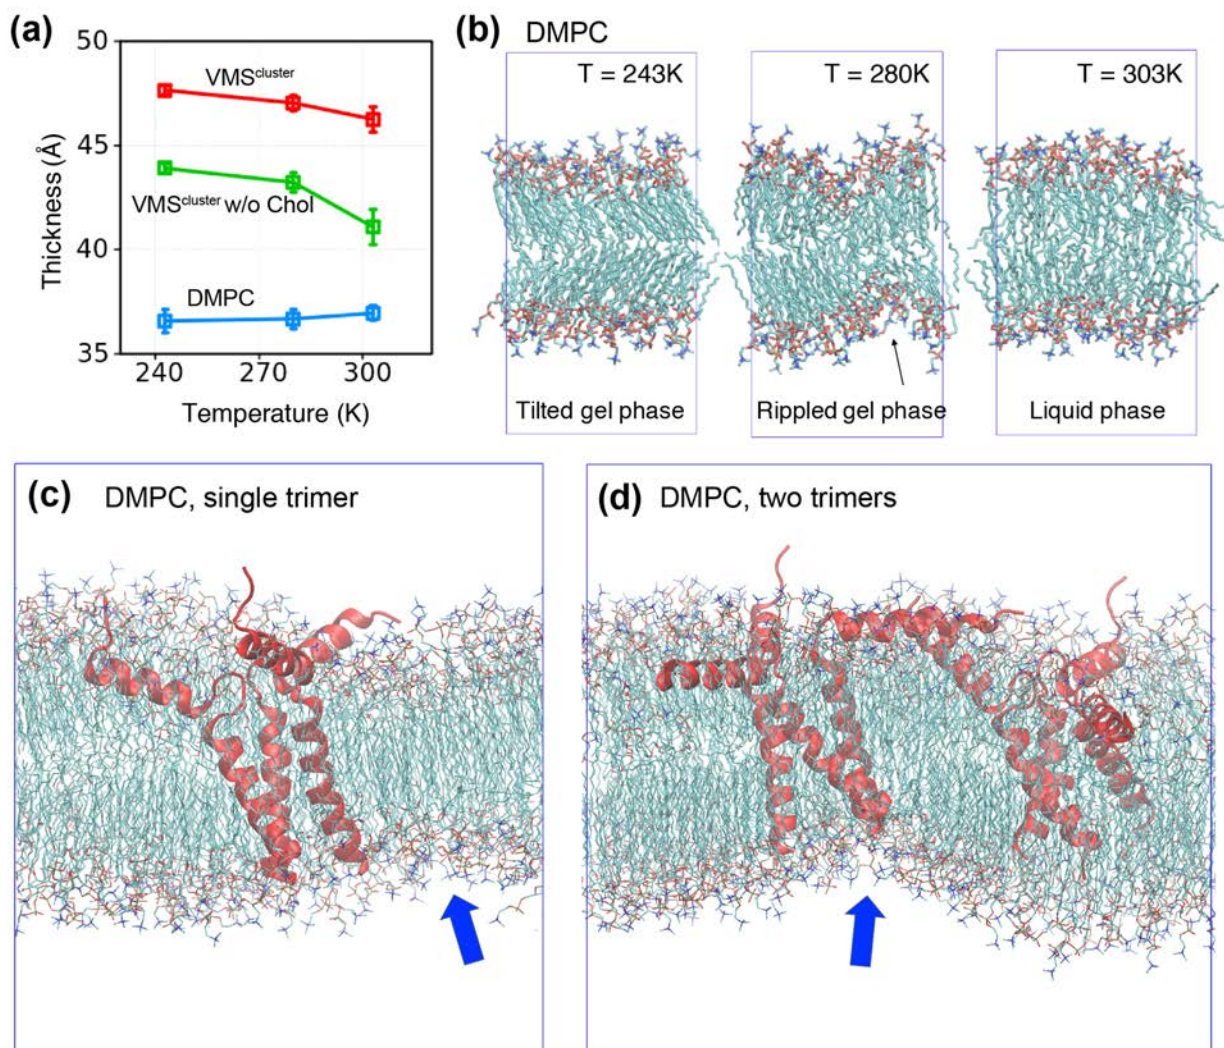 (a)
50
45
40
35
Thickness (Å)
VMS^cluster
VMS^cluster w/o Chol
DMPC
240 270 300
Temperature (K)
(b) DMPC
T = 243K
T = 280K
T = 303K
Tilted gel phase
Rippled gel phase
Liquid phase
(c) DMPC, single trimer
(d) DMPC, two trimers